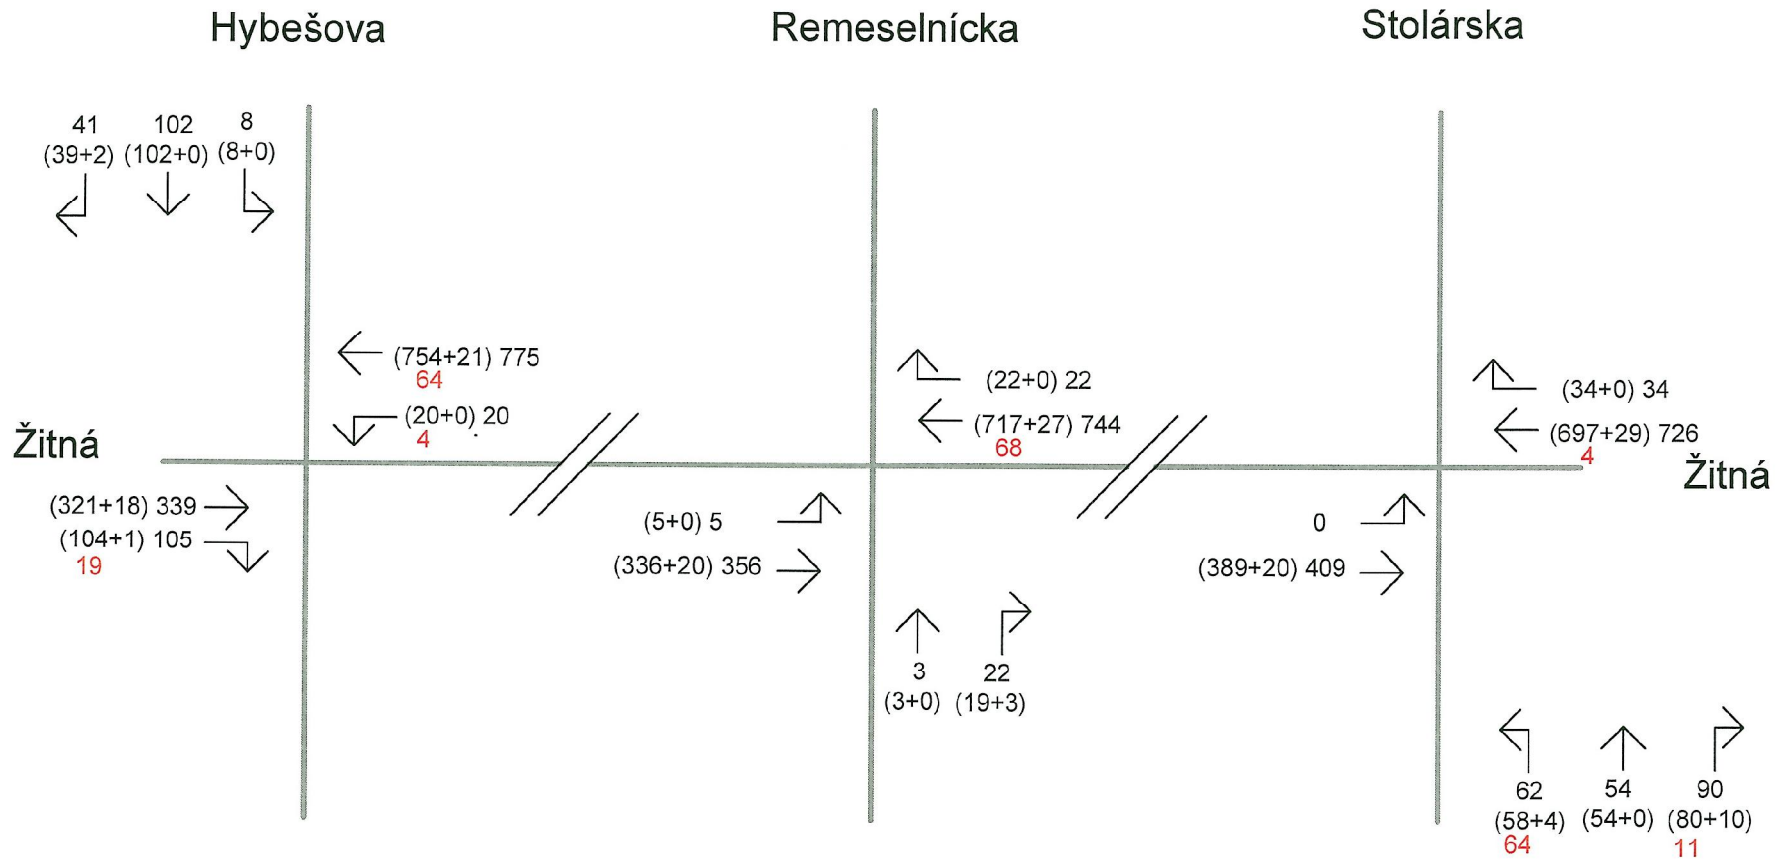 Hybešova Remeselnícka Stolárska
41 102 8
(39+2) (102+0) (8+0)
(754+21) 775
64
(20+0) 20
4
(22+0) 22
(717+27) 744
68
(34+0) 34
(697+29) 726
4
Žitná
Žitná
(321+18) 339
(104+1) 105
19
(5+0) 5
(336+20) 356
0
(389+20) 409
3 22
(3+0) (19+3)
62 54 90
(58+4) (54+0) (80+10)
64 11